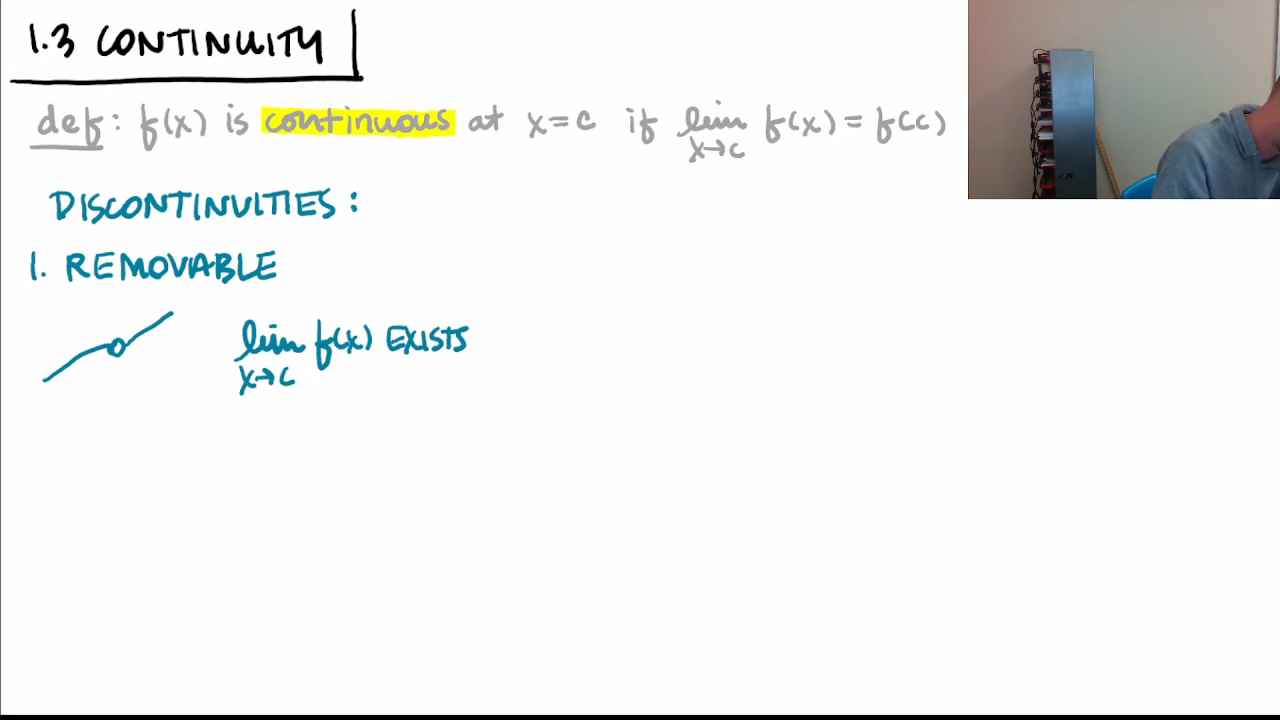 1.3 CONTINUITY
def: f(x) is continuous at x=c if lim x→c f(x) = f(c)
DISCONTINUITIES:
1. REMOVABLE
lim x→c f(x) EXISTS